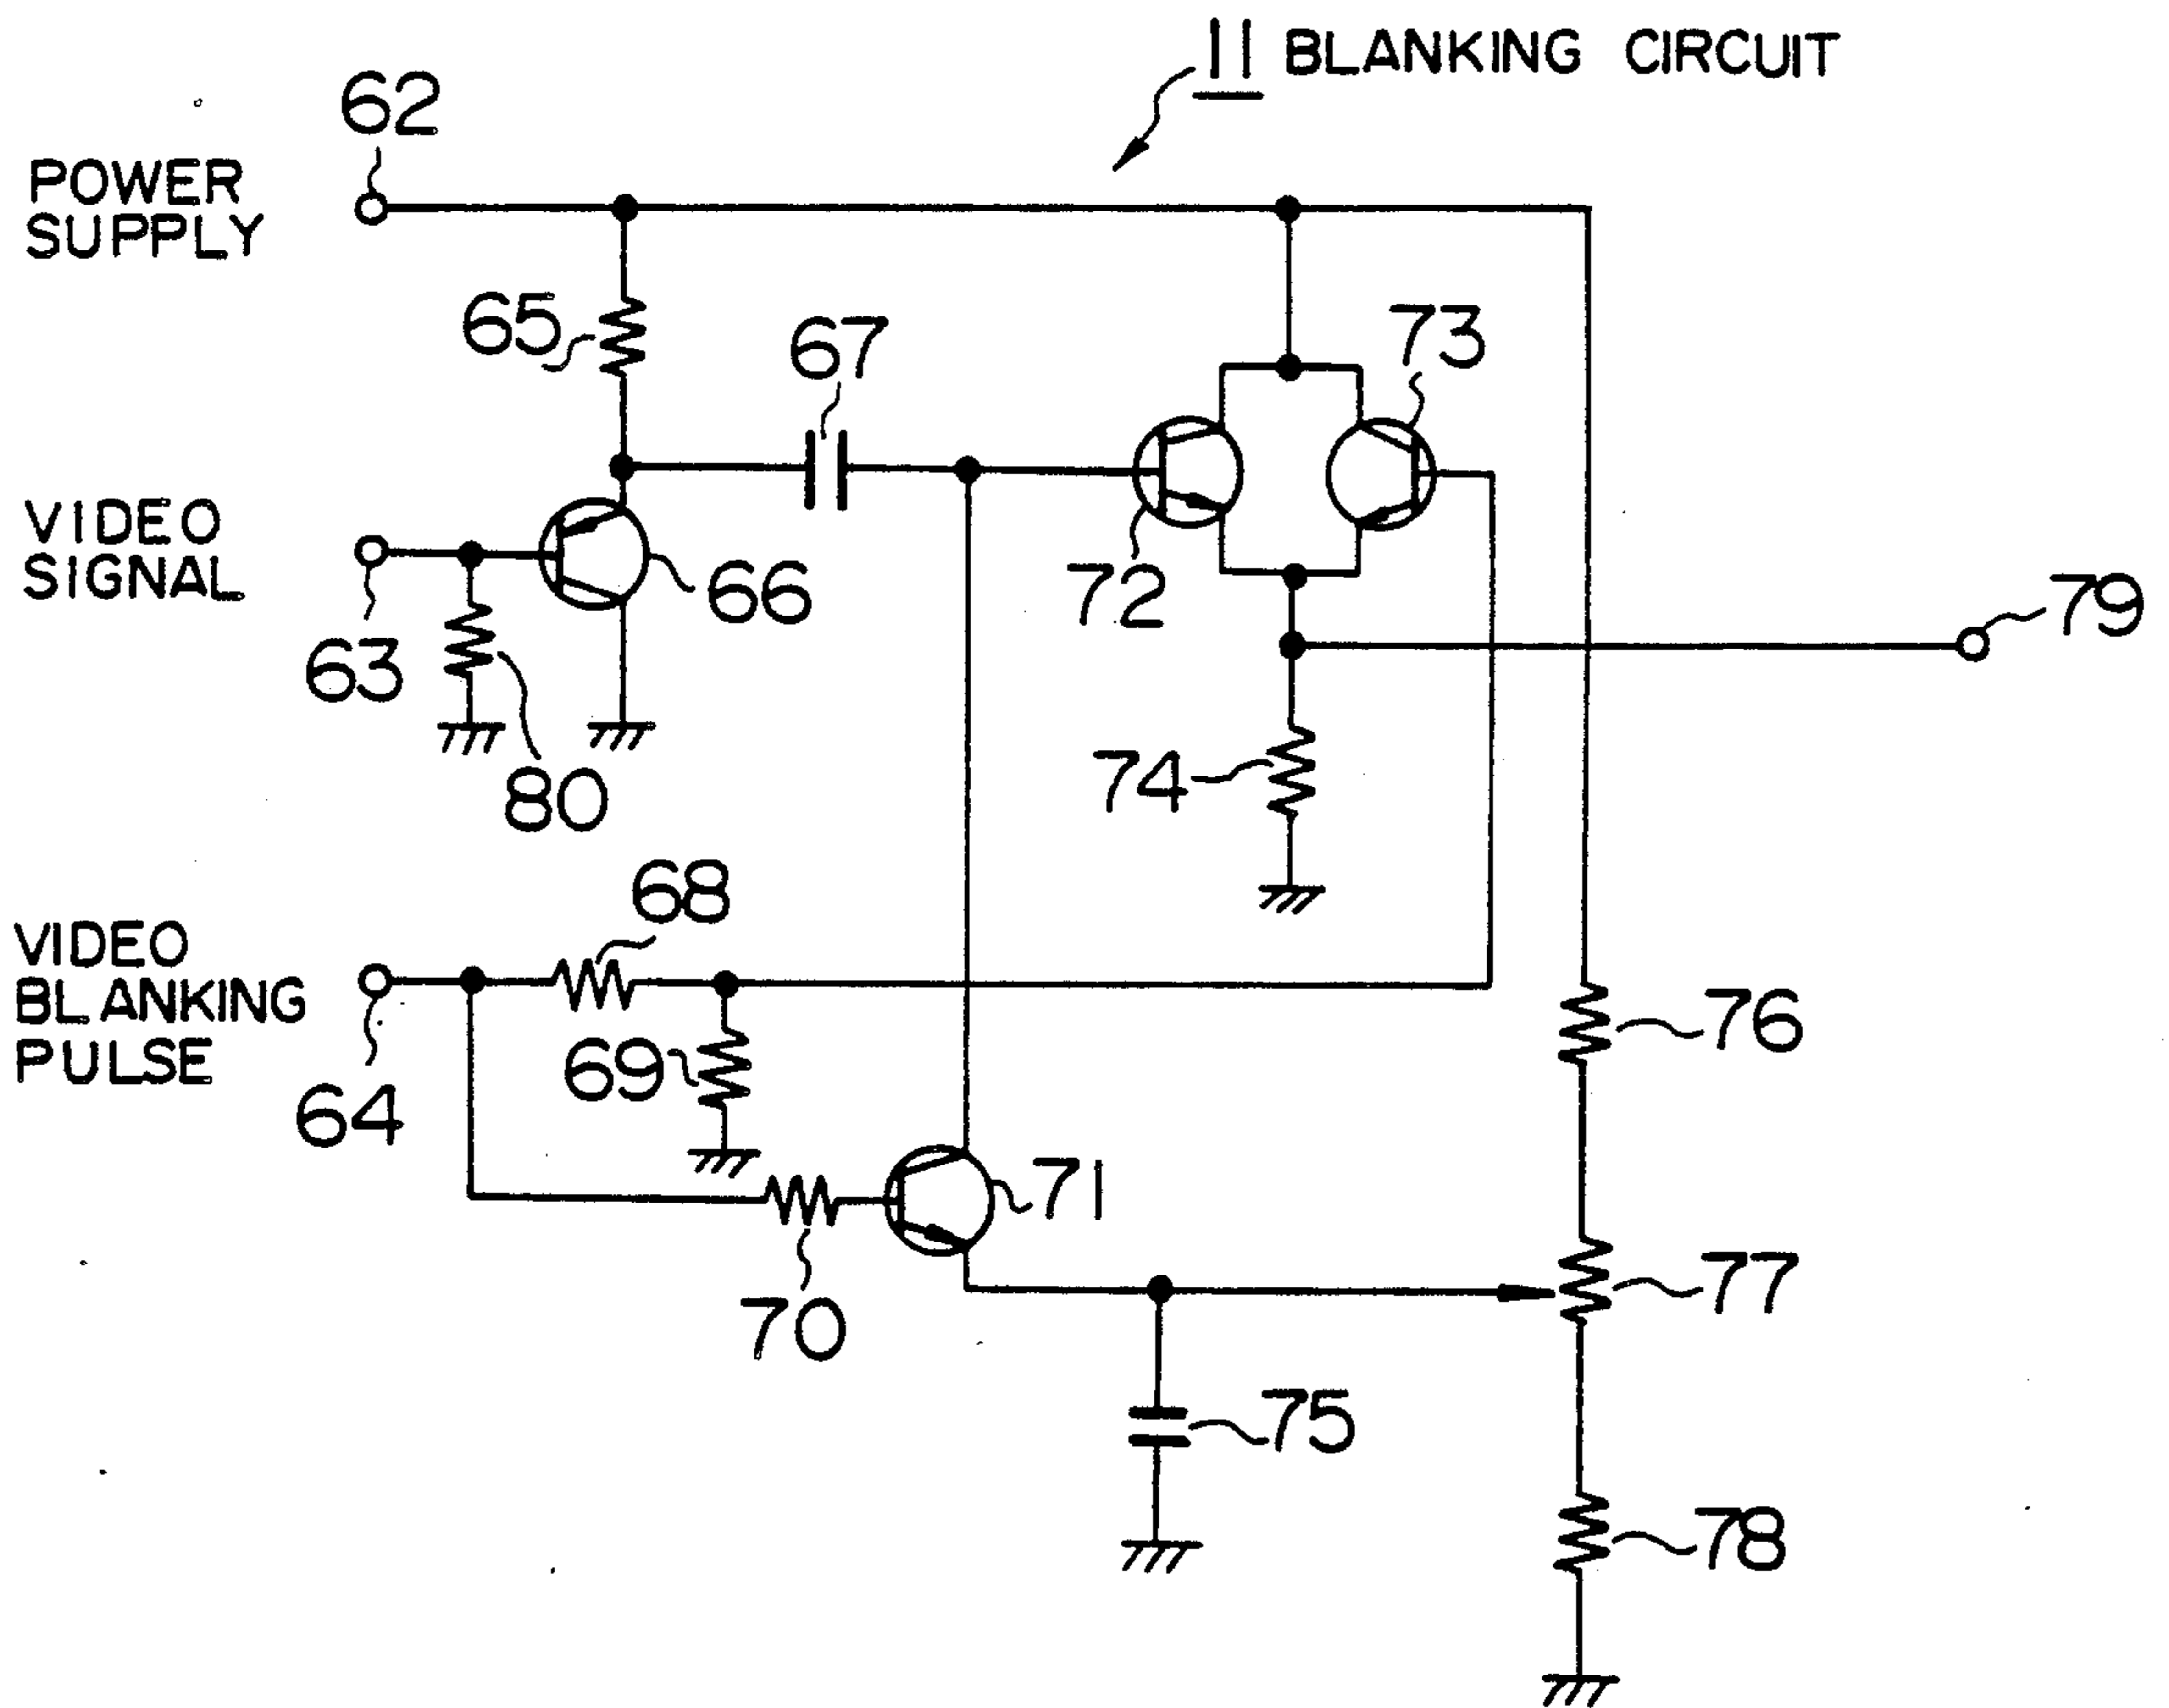 11 BLANKING CIRCUIT
62
POWER
SUPPLY
65
67
73
VIDEO
SIGNAL
63
66
72
79
80
74
68
VIDEO
BLANKING
PULSE
64
69
76
71
70
77
75
78